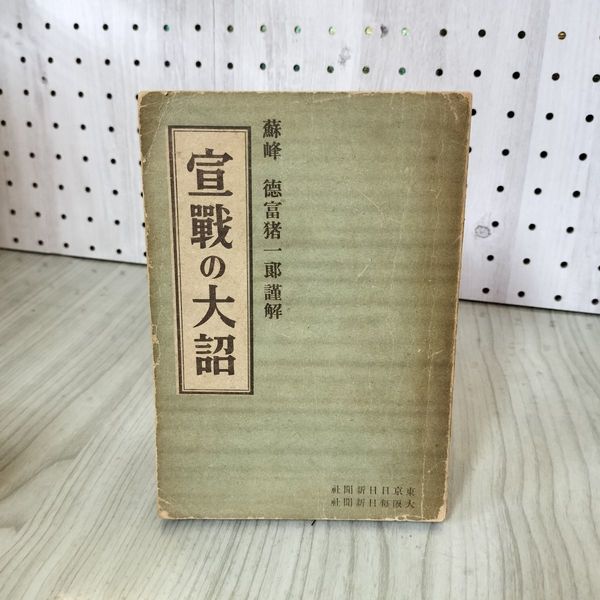 蘇峰 德富猪一郞謹解
宣戰の大詔
東京日日新聞社
大阪每日新聞社